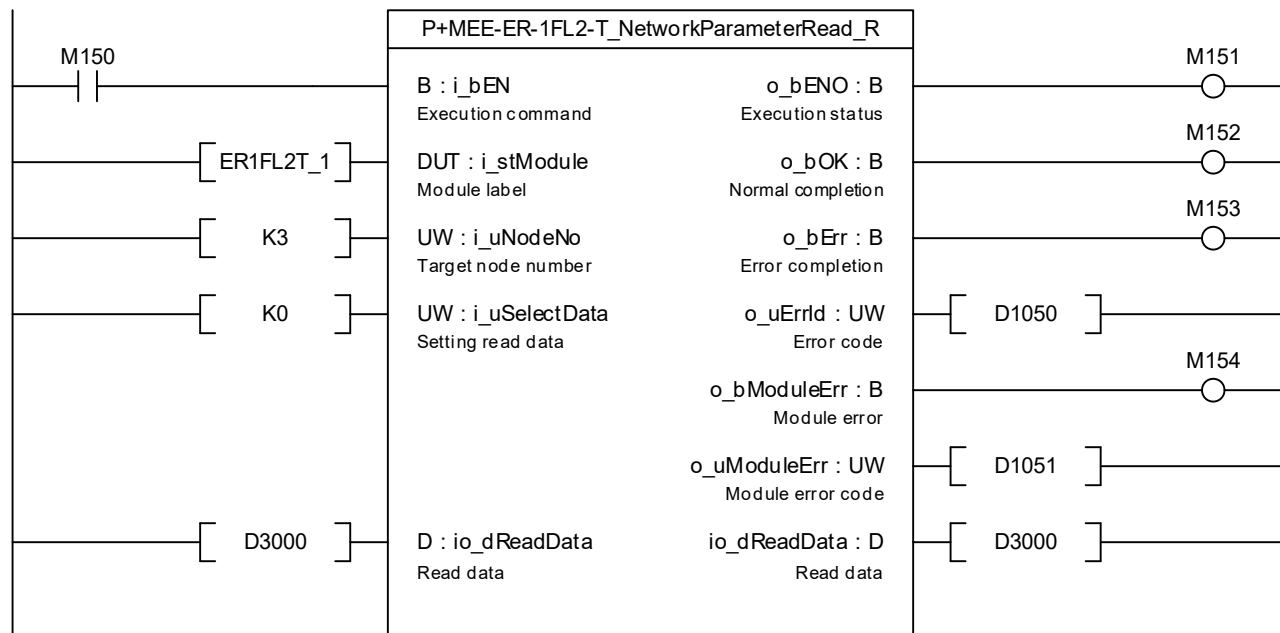 P+MEE-ER-1FL2-T_NetworkParameterRead_R
M150
B : i_bEN
Execution command
o_bENO : B
Execution status
M151
ER1FL2T_1
DUT : i_stModule
Module label
o_bOK : B
Normal completion
M152
K3
UW : i_uNodeNo
Target node number
o_bErr : B
Error completion
M153
K0
UW : i_uSelectData
Setting read data
o_uErrId : UW
Error code
D1050
o_bModuleErr : B
Module error
M154
o_uModuleErr : UW
Module error code
D1051
D3000
D : io_dReadData
Read data
io_dReadData : D
Read data
D3000